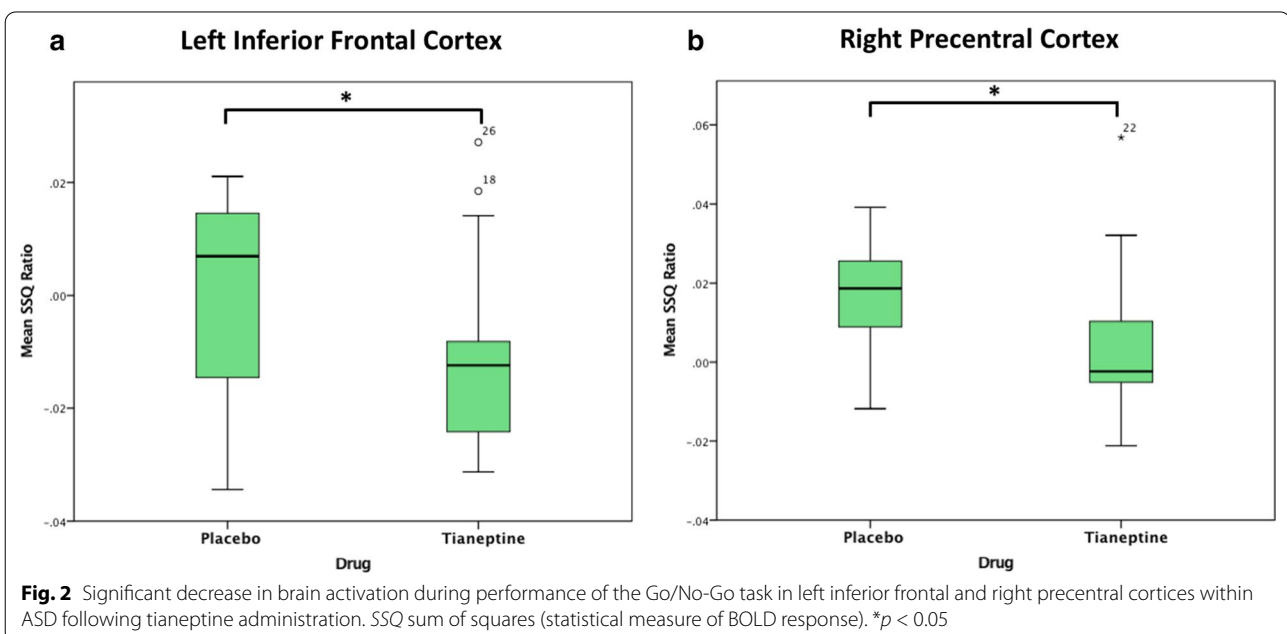 a Left Inferior Frontal Cortex
*
26
18
.02
.00
-.02
-.04
Mean SSQ Ratio
Placebo Tianeptine
Drug
b Right Precentral Cortex
*
22
.06
.04
.02
.00
-.02
-.04
Mean SSQ Ratio
Placebo Tianeptine
Drug
Fig. 2 Significant decrease in brain activation during performance of the Go/No-Go task in left inferior frontal and right precentral cortices within
ASD following tianeptine administration. SSQ sum of squares (statistical measure of BOLD response). *p < 0.05